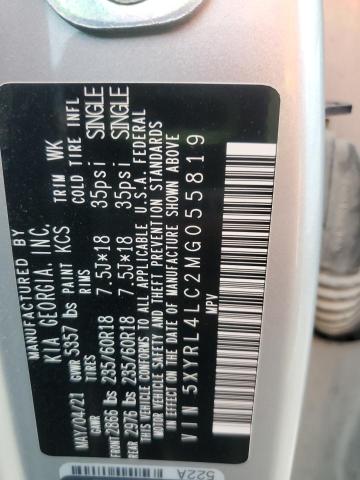 MANUFACTURED BY
KIA GEORGIA, INC.
MAY/04/21 GVWR 5357 lbs PAINT KCS TRIM WK
GAWR RIMS COLD TIRE INFL
FRONT 2866 lbs 235/60R18 7.5J×18 35psi SINGLE
REAR 2976 lbs 235/60R18 7.5J×18 35psi SINGLE
THIS VEHICLE CONFORMS TO ALL APPLICABLE U.S.A. FEDERAL
MOTOR VEHICLE SAFETY, BUMPER, AND THEFT PREVENTION STANDARDS
IN EFFECT ON THE DATE OF MANUFACTURE SHOWN ABOVE
VIN 5XYRL4LC2MG055819
MPV
522A